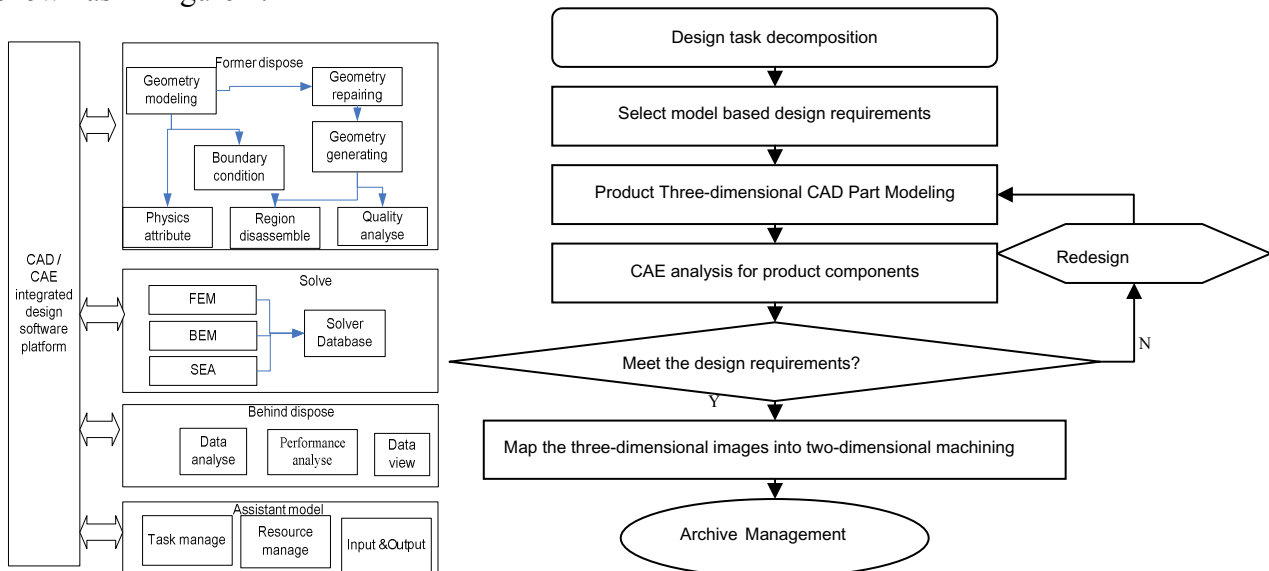 CAD /
CAE
integrated
design
software
platform
Former dispose
Geometry
modeling
Geometry
repairing
Geometry
generating
Boundary
condition
Physics
attribute
Region
disassemble
Quality
analyse
Solve
FEM
BEM
SEA
Solver
Database
Behind dispose
Data
analyse
Performance
analyse
Data
view
Assistant model
Task manage
Resource
manage
Input &Output
Design task decomposition
Select model based design requirements
Product Three-dimensional CAD Part Modeling
CAE analysis for product components
Redesign
Meet the design requirements?
N
Y
Map the three-dimensional images into two-dimensional machining
Archive Management